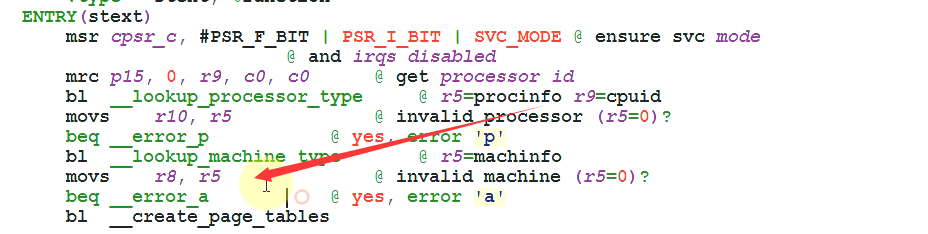 ENTRY(stext)
msr cpsr_c, #PSR_F_BIT | PSR_I_BIT | SVC_MODE @ ensure svc mode
@ and irqs disabled
mrc p15, 0, r9, c0, c0 @ get processor id
bl __lookup_processor_type @ r5=procinfo r9=cpuid
movs r10, r5 @ invalid processor (r5=0)?
beq __error_p @ yes, error 'p'
bl __lookup_machine_type @ r5=machinfo
movs r8, r5 @ invalid machine (r5=0)?
beq __error_a @ yes, error 'a'
bl __create_page_tables